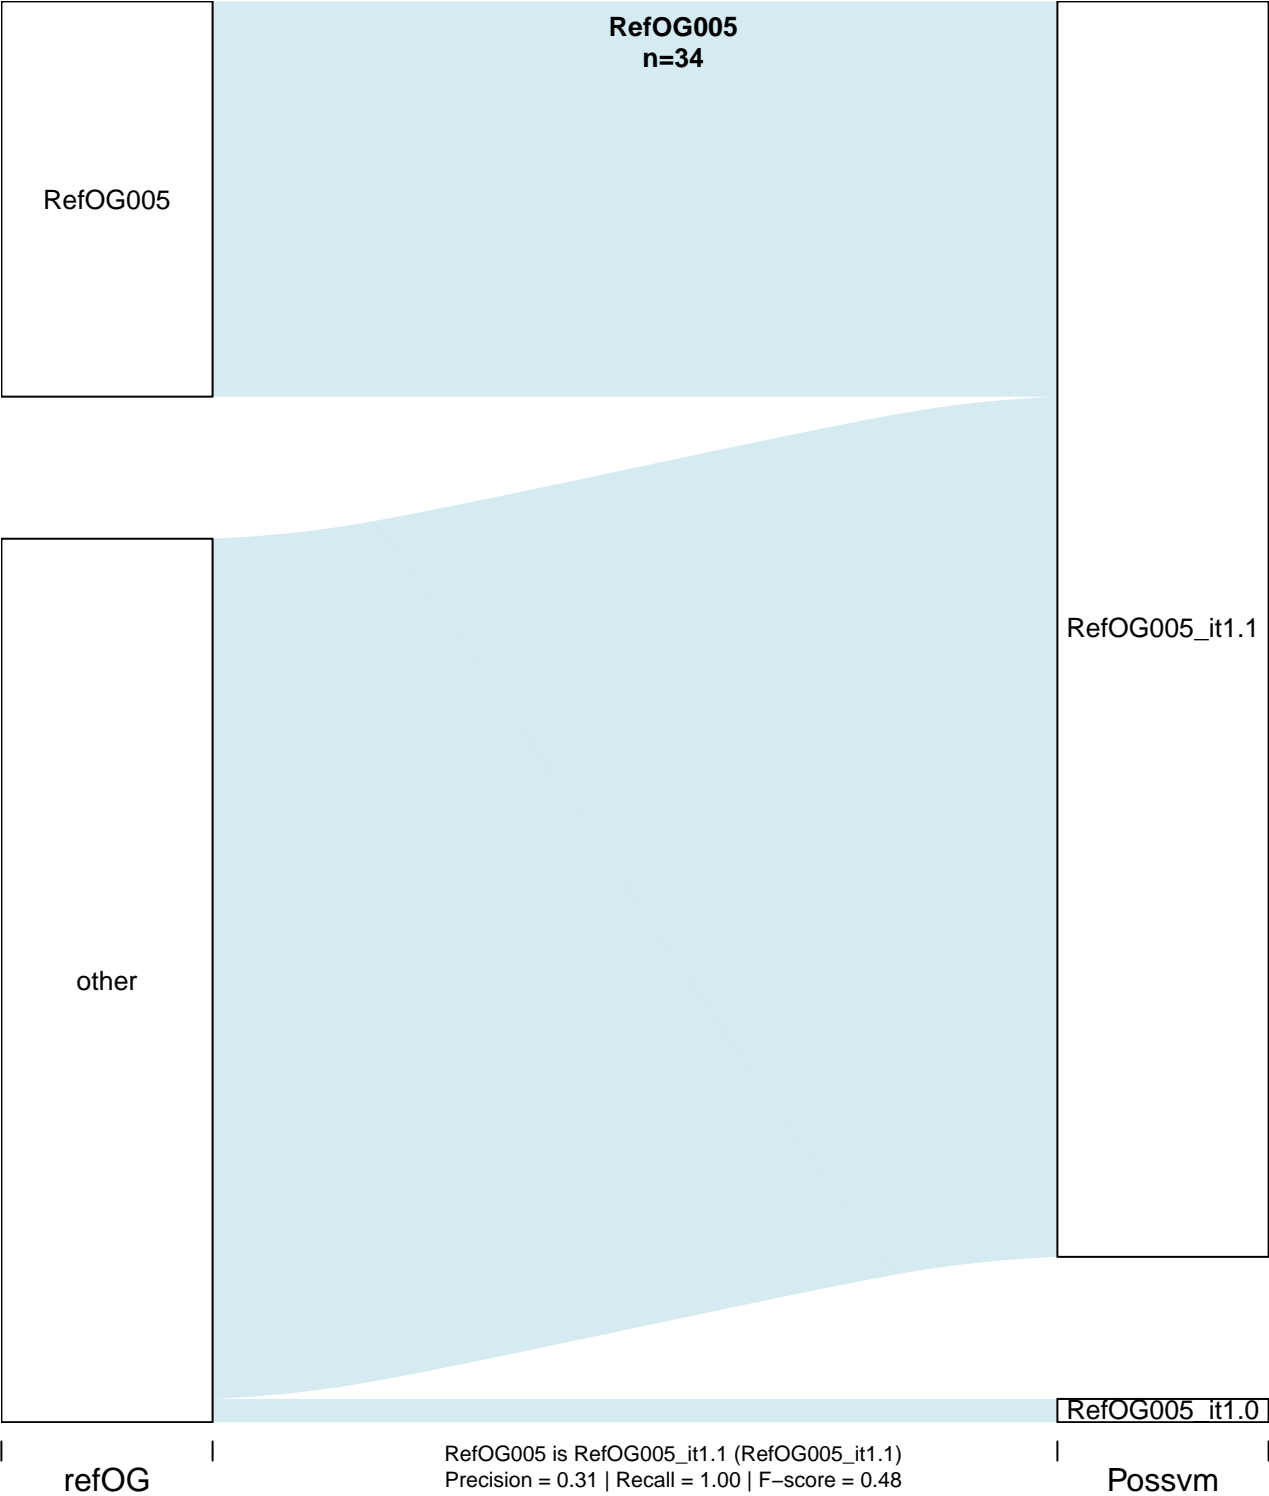 RefOG005
n=34
RefOG005
RefOG005_it1.1
other
RefOG005_it1.0
RefOG005 is RefOG005_it1.1 (RefOG005_it1.1)
Precision = 0.31 | Recall = 1.00 | F−score = 0.48
refOG
Possvm